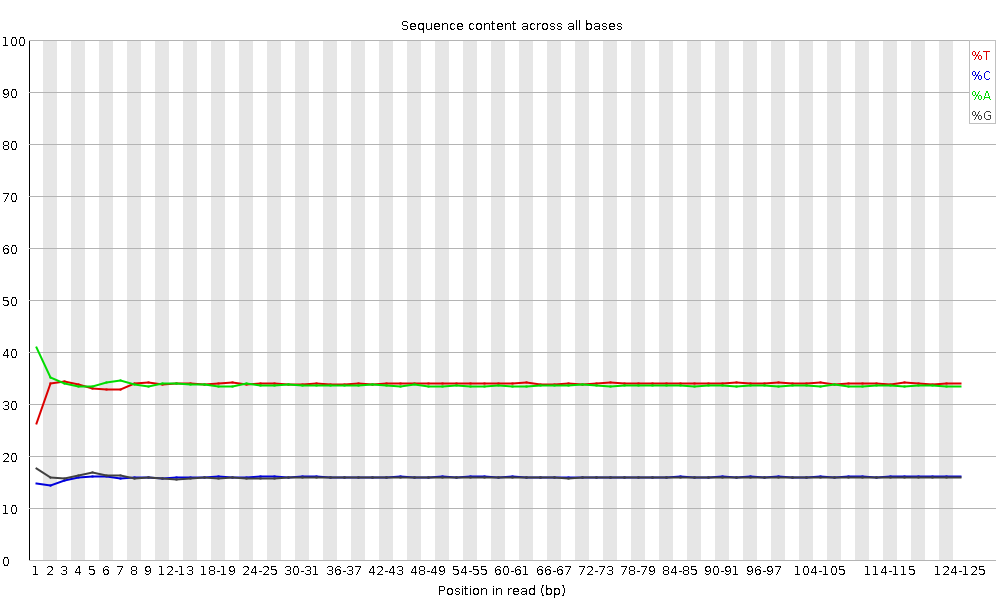 Sequence content across all bases
100
90
80
70
60
50
40
30
20
10
0
%T
%C
%A
%G
1 2 3 4 5 6 7 8 9 12-13 18-19 24-25 30-31 36-37 42-43 48-49 54-55 60-61 66-67 72-73 78-79 84-85 90-91 96-97 104-105 114-115 124-125
Position in read (bp)